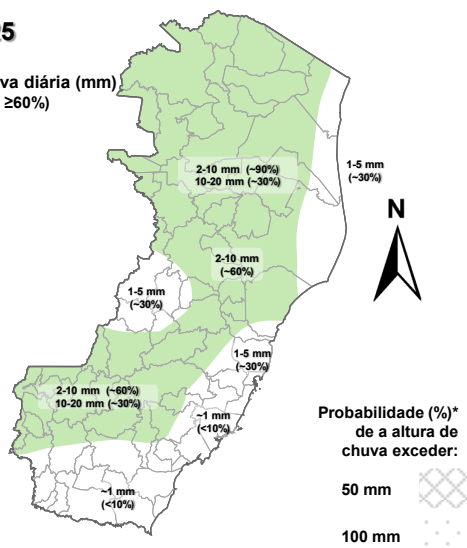 25
va diária (mm)
≥60%)
2-10 mm (~90%)
10-20 mm (~30%)
1-5 mm
(~30%)
N
2-10 mm
(~60%)
1-5 mm
(~30%)
1-5 mm
(~30%)
2-10 mm (~60%)
10-20 mm (~30%)
~1 mm
(<10%)
~1 mm
(<10%)
Probabilidade (%)*
de a altura de
chuva exceder:
50 mm
100 mm